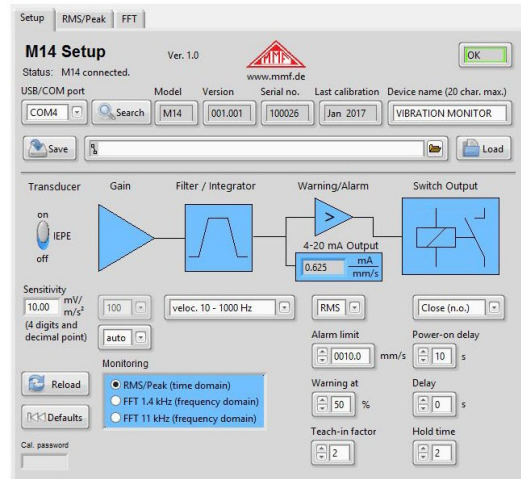 Setup RMS/Peak FFT
M14 Setup Ver. 1.0 MMF OK
Status: M14 connected. www.mmf.de
USB/COM port Model Version Serial no. Last calibration Device name (20 char. max.)
COM4 Search M14 001.001 100026 Jan 2017 VIBRATION MONITOR
Save Load
Transducer Gain Filter / Integrator Warning/Alarm Switch Output
on
IEPE >
off 4-20 mA Output
0.625 mA
mm/s
Sensitivity
10.00 mV/
m/s² 100 veloc. 10 - 1000 Hz RMS Close (n.o.)
(4 digits and
decimal point) auto Alarm limit Power-on delay
0010.0 mm/s 10 s
Monitoring
Reload RMS/Peak (time domain) Warning at Delay
FFT 1.4 kHz (frequency domain) 50 % 0 s
Defaults FFT 11 kHz (frequency domain) Teach-in factor Hold time
Cal. password 2 2